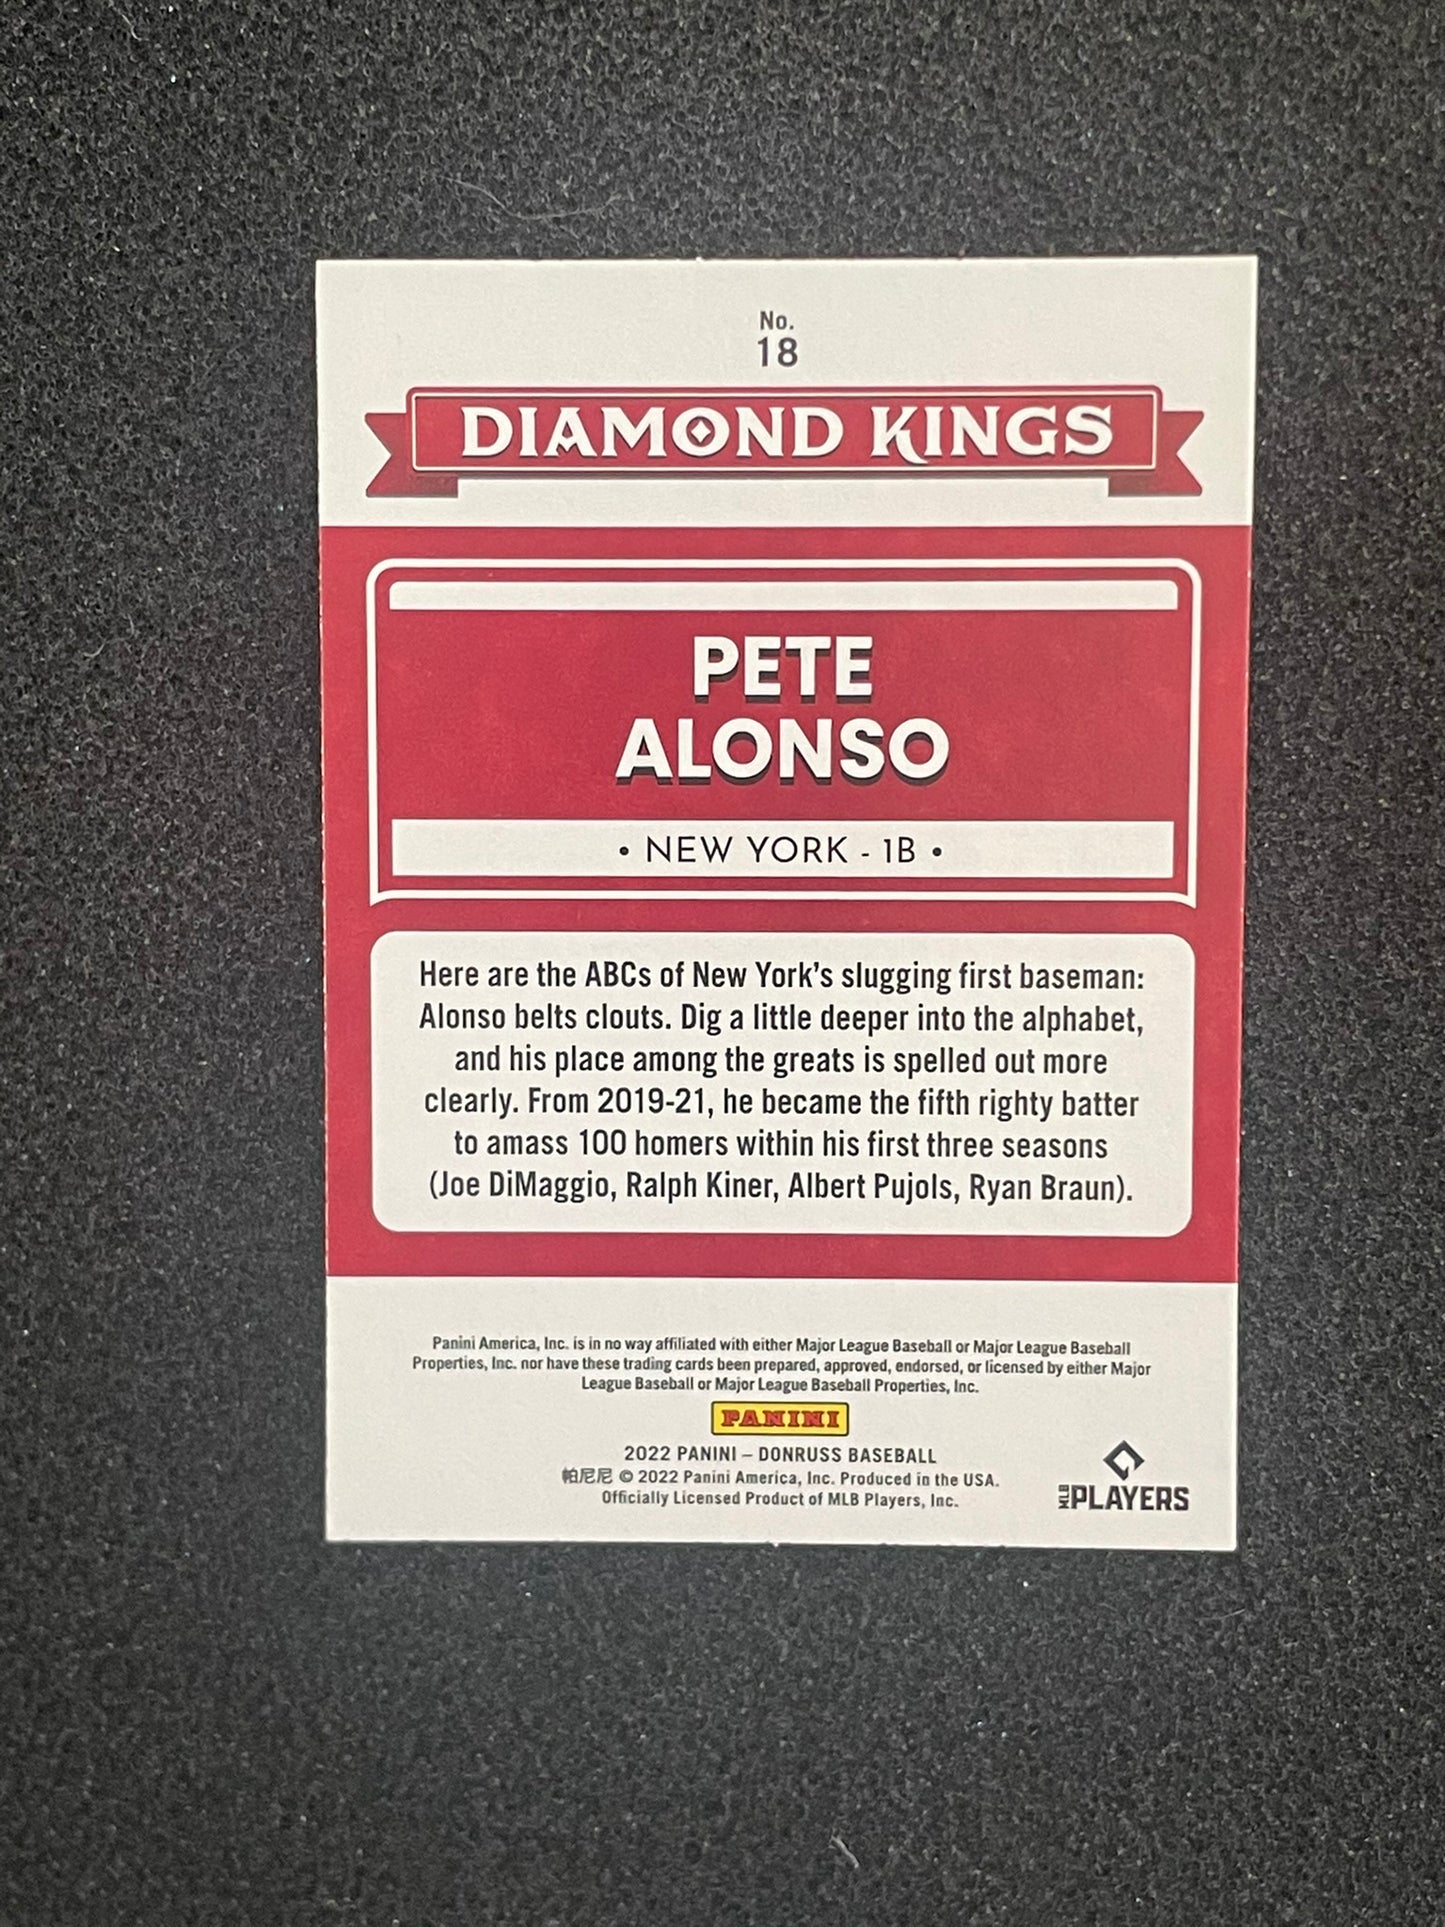 No.
18
DIAMOND KINGS
PETE
ALONSO
• NEW YORK - 1B •
Here are the ABCs of New York's slugging first baseman:
Alonso belts clouts. Dig a little deeper into the alphabet,
and his place among the greats is spelled out more
clearly. From 2019-21, he became the fifth righty batter
to amass 100 homers within his first three seasons
(Joe DiMaggio, Ralph Kiner, Albert Pujols, Ryan Braun).
Panini America, Inc. is in no way affiliated with either Major League Baseball or Major League Baseball
Properties, Inc. nor have these trading cards been prepared, approved, endorsed, or licensed by either Major
League Baseball or Major League Baseball Properties, Inc.
PANINI
2022 PANINI – DONRUSS BASEBALL
帕尼尼 © 2022 Panini America, Inc. Produced in the USA.
Officially Licensed Product of MLB Players, Inc.
MLB PLAYERS